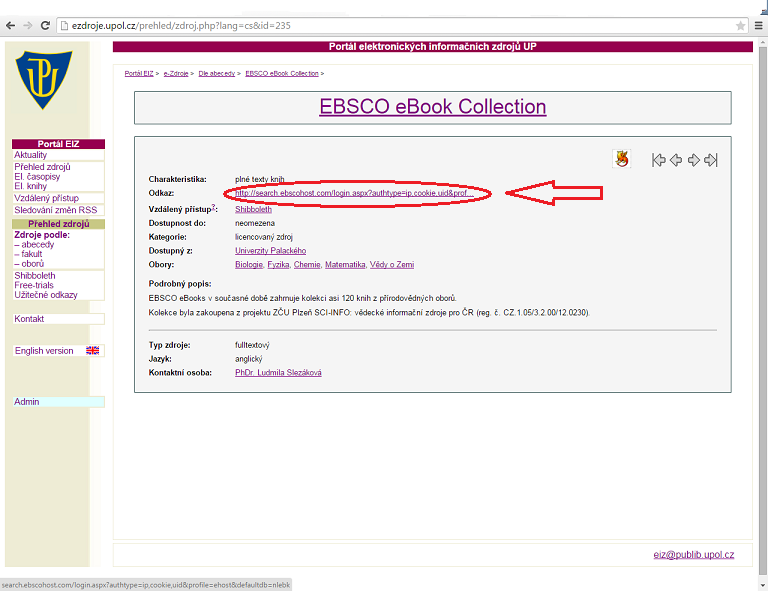 ezdroje.upol.cz/prehled/zdroj.php?lang=cs&id=235
Portál elektronických informačních zdrojů UP
UP
Portál EIZ > e-Zdroje > Dle abecedy > EBSCO eBook Collection >
EBSCO eBook Collection
Portál EIZ
Aktuality
Přehled zdrojů
El. časopisy
El. knihy
Vzdálený přístup
Sledování změn RSS
Přehled zdrojů
Zdroje podle:
– abecedy
– fakult
– oborů
Shibboleth
Free-trials
Užitečné odkazy
Kontakt
English version
Admin
Charakteristika: plné texty knih
Odkaz: http://search.ebscohost.com/login.aspx?authtype=ip,cookie,uid&prof...
Vzdálený přístup?: Shibboleth
Dostupnost do: neomezena
Kategorie: licencovaný zdroj
Dostupný z: Univerzity Palackého
Obory: Biologie, Fyzika, Chemie, Matematika, Vědy o Zemi
Podrobný popis:
EBSCO eBooks v současné době zahrnuje kolekci asi 120 knih z přírodovědných oborů.
Kolekce byla zakoupena z projektu ZČU Plzeň SCI-INFO: vědecké informační zdroje pro ČR (reg. č. CZ.1.05/3.2.00/12.0230).
Typ zdroje: fulltextový
Jazyk: anglický
Kontaktní osoba: PhDr. Ludmila Slezáková
eiz@publib.upol.cz
search.ebscohost.com/login.aspx?authtype=ip,cookie,uid&profile=ehost&defaultdb=nlebk